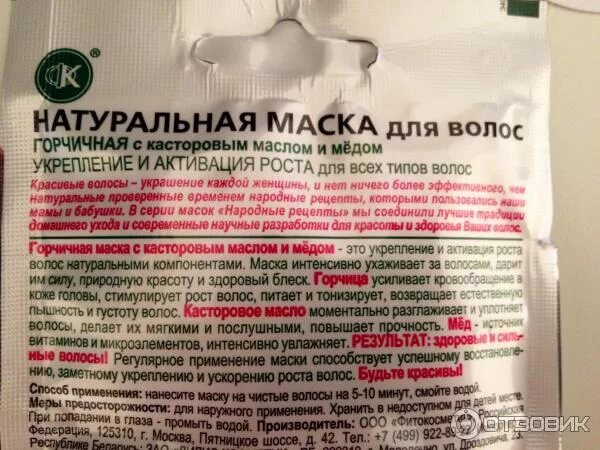 ФК ®
НАТУРАЛЬНАЯ МАСКА для волос
ГОРЧИЧНАЯ с касторовым маслом и мёдом
УКРЕПЛЕНИЕ И АКТИВАЦИЯ РОСТА для всех типов волос
Красивые волосы – украшение каждой женщины, и нет ничего более эффективного, чем
натуральные проверенные временем народные рецепты, которыми пользовались наши
мамы и бабушки. В серии масок «Народные рецепты» мы соединили лучшие традиции
домашнего ухода и современные научные разработки для красоты и здоровья Ваших волос.
Горчичная маска с касторовым маслом и мёдом - это укрепление и активация роста
волос натуральными компонентами. Маска интенсивно ухаживает за волосами, дарит
им силу, природную красоту и здоровый блеск. Горчица усиливает кровообращение в
коже головы, стимулирует рост волос, питает и тонизирует, возвращает естественную
пышность и густоту волос. Касторовое масло моментально разглаживает и уплотняет
волосы, делает их мягкими и послушными, повышает прочность. Мёд - источник
витаминов и микроэлементов, интенсивно увлажняет. РЕЗУЛЬТАТ: здоровые и силь-
ные волосы! Регулярное применение маски способствует успешному восстановле-
нию, заметному укреплению и ускорению роста волос. Будьте красивы!
Способ применения: нанесите маску на чистые волосы на 5-10 минут, смойте водой.
Меры предосторожности: для наружного применения. Хранить в недоступном для детей месте.
При попадании в глаза - промыть водой. Производитель: ООО Российская
Федерация, 125310, г. Москва, Пятницкое шоссе, д. 42. Тел.: +7 (499)
Республике Беларусь: ЗАО Дроздовича, 23.
ОТЗОВИК